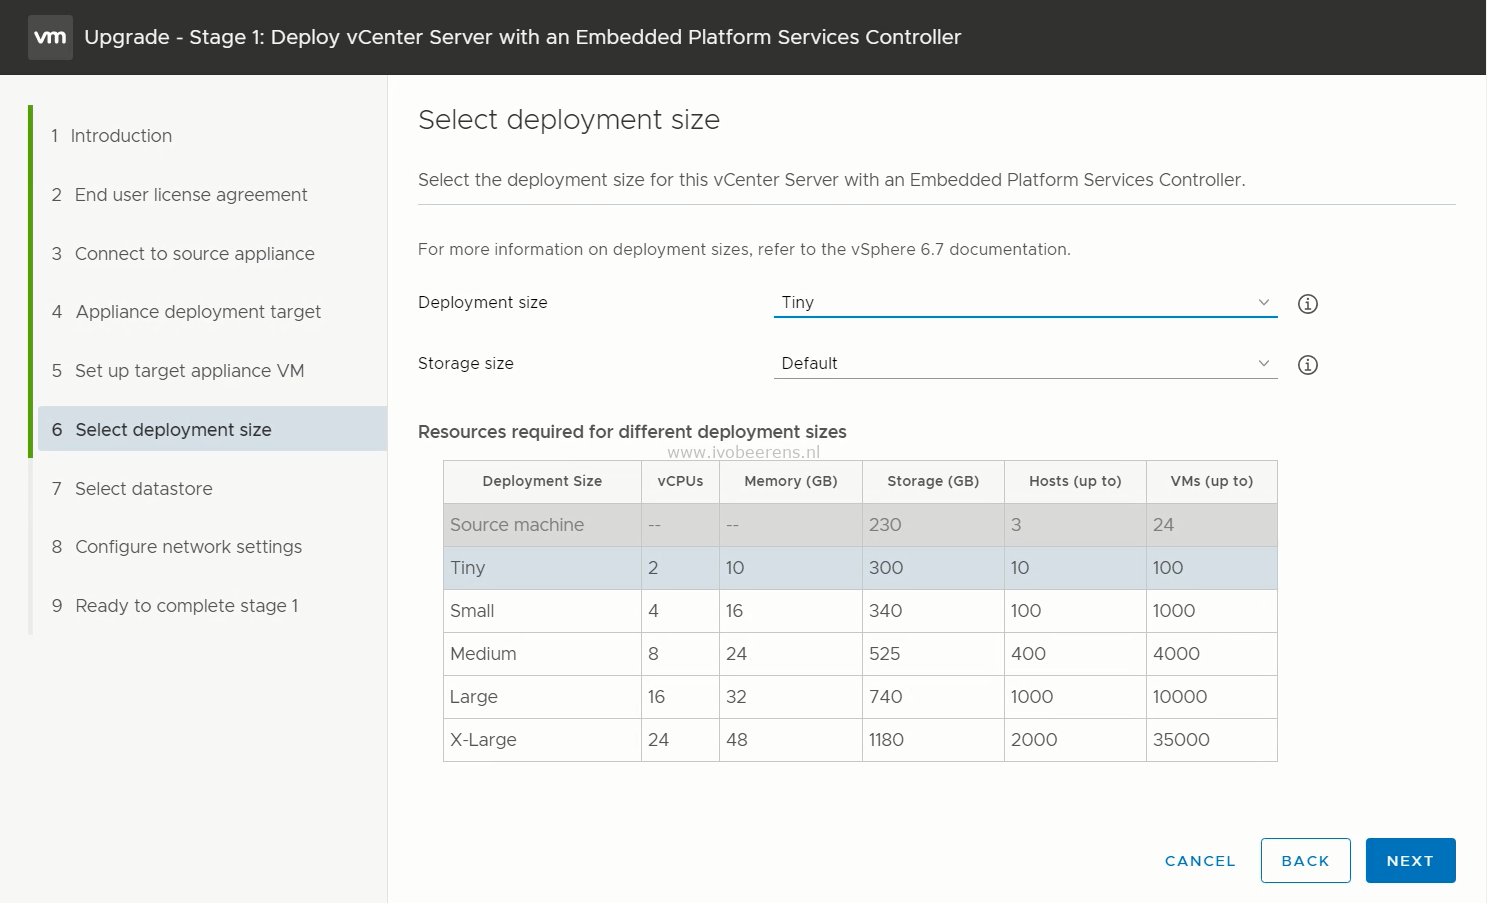 vm Upgrade - Stage 1: Deploy vCenter Server with an Embedded Platform Services Controller
1 Introduction
2 End user license agreement
3 Connect to source appliance
4 Appliance deployment target
5 Set up target appliance VM
6 Select deployment size
7 Select datastore
8 Configure network settings
9 Ready to complete stage 1
Select deployment size
Select the deployment size for this vCenter Server with an Embedded Platform Services Controller.
For more information on deployment sizes, refer to the vSphere 6.7 documentation.
Deployment size Tiny
Storage size Default
Resources required for different deployment sizes
www.ivobeerens.nl
Deployment Size vCPUs Memory (GB) Storage (GB) Hosts (up to) VMs (up to)
Source machine -- -- 230 3 24
Tiny 2 10 300 10 100
Small 4 16 340 100 1000
Medium 8 24 525 400 4000
Large 16 32 740 1000 10000
X-Large 24 48 1180 2000 35000
CANCEL BACK NEXT